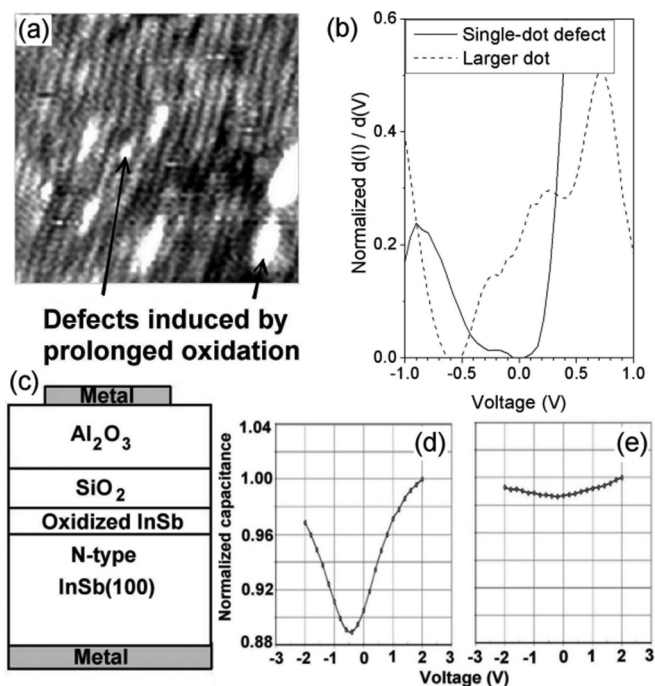 (a)
Defects induced by
prolonged oxidation
(b)
Single-dot defect
Larger dot
Normalized d(I) / d(V)
0.6
0.4
0.2
0.0
-1.0 -0.5 0.0 0.5 1.0
Voltage (V)
(c)
Metal
Al2O3
SiO2
Oxidized InSb
N-type
InSb(100)
Metal
Normalized capacitance
1.04
1.00
0.96
0.92
0.88
(d)
-3 -2 -1 0 1 2 3
(e)
-3 -2 -1 0 1 2 3
Voltage (V)